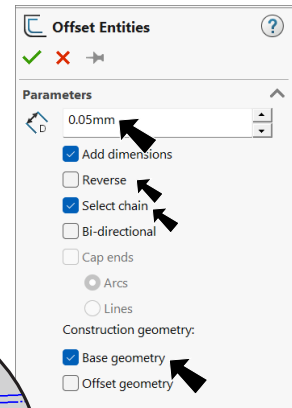 Offset Entities
?
Parameters
D
0.05mm
Add dimensions
Reverse
Select chain
Bi-directional
Cap ends
Arcs
Lines
Construction geometry:
Base geometry
Offset geometry